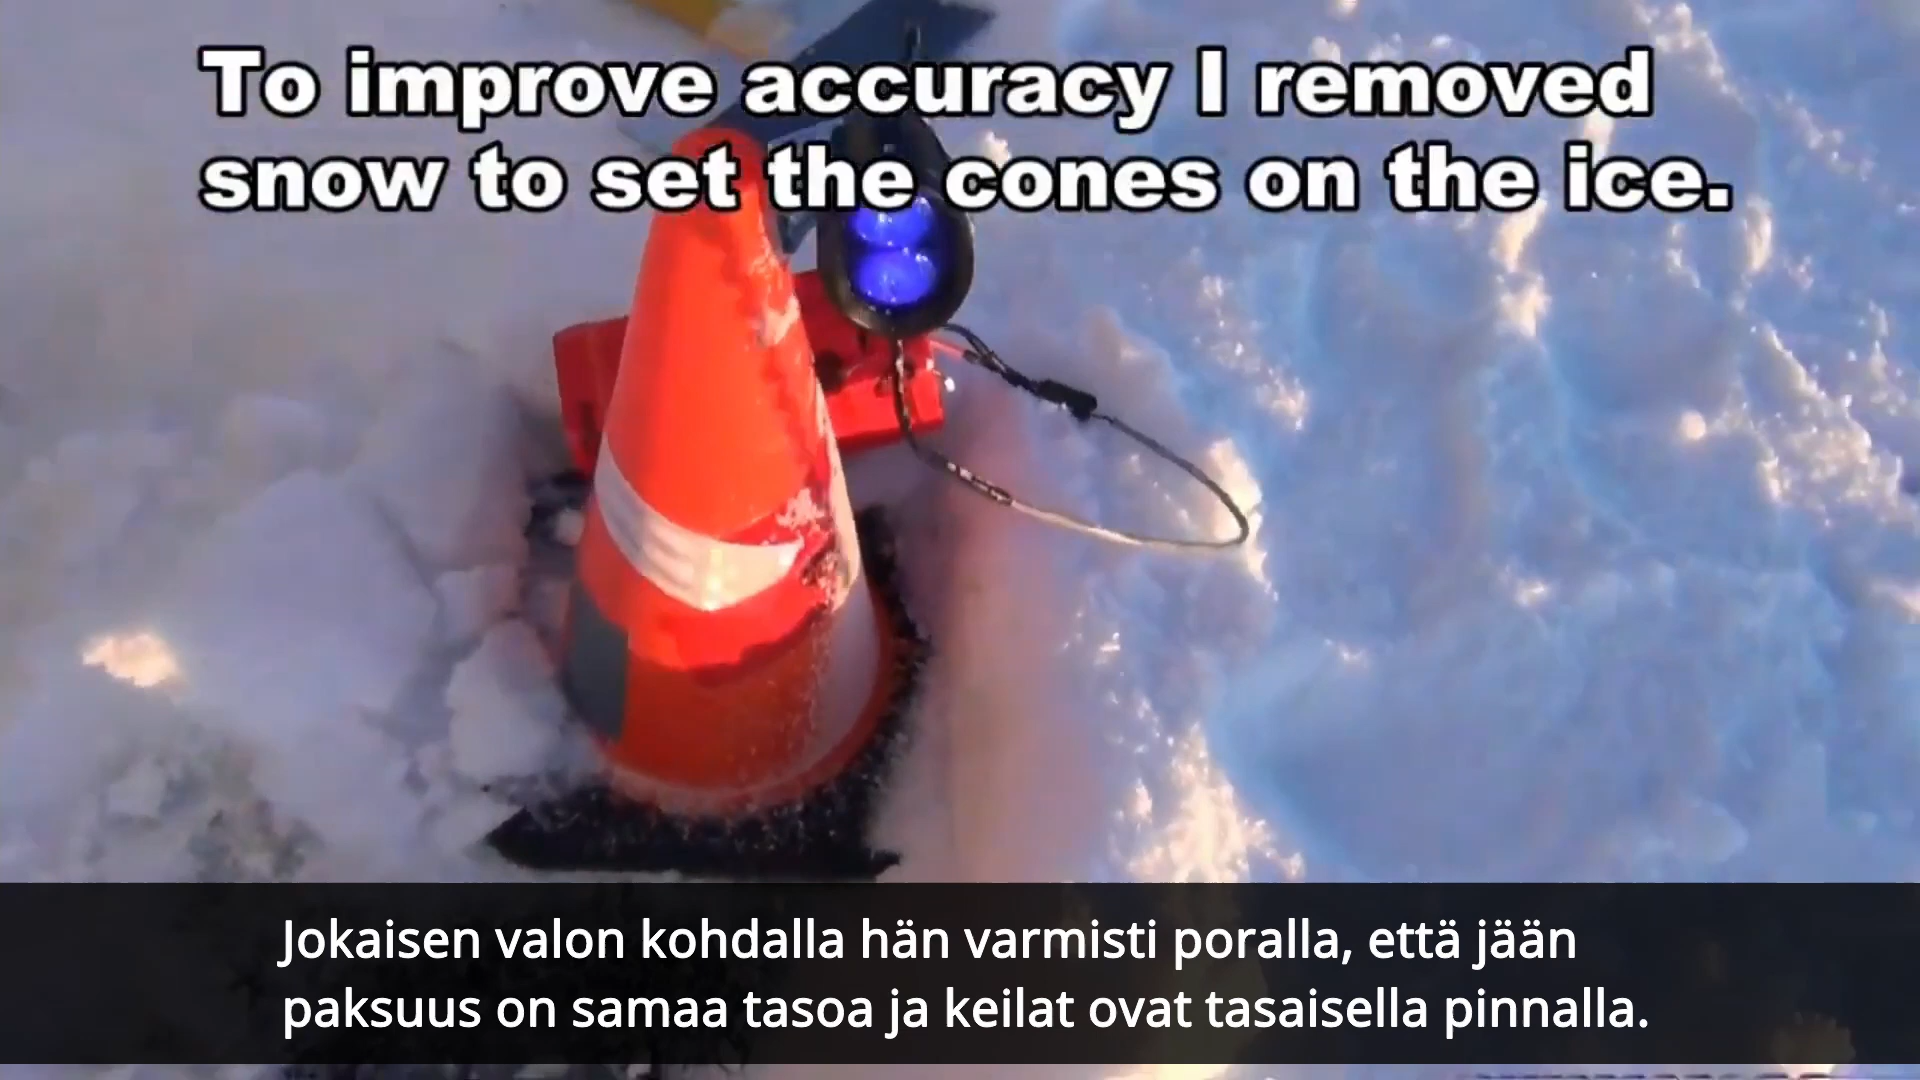 To improve accuracy I removed
snow to set the cones on the ice.
Jokaisen valon kohdalla hän varmisti poralla, että jään
paksuus on samaa tasoa ja keilat ovat tasaisella pinnalla.